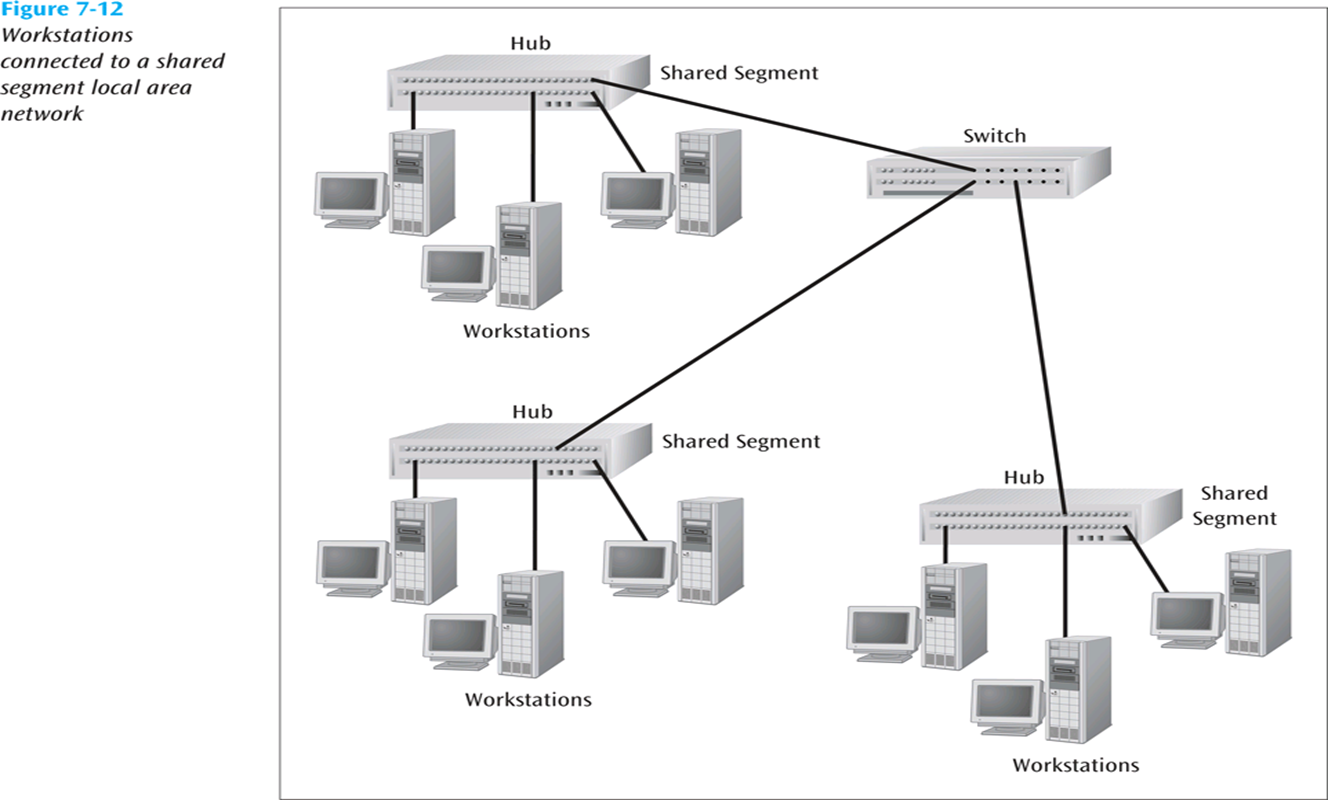 Figure 7-12
Workstations
connected to a shared
segment local area
network
Hub
Shared Segment
Switch
Workstations
Hub
Shared Segment
Workstations
Hub
Shared
Segment
Workstations